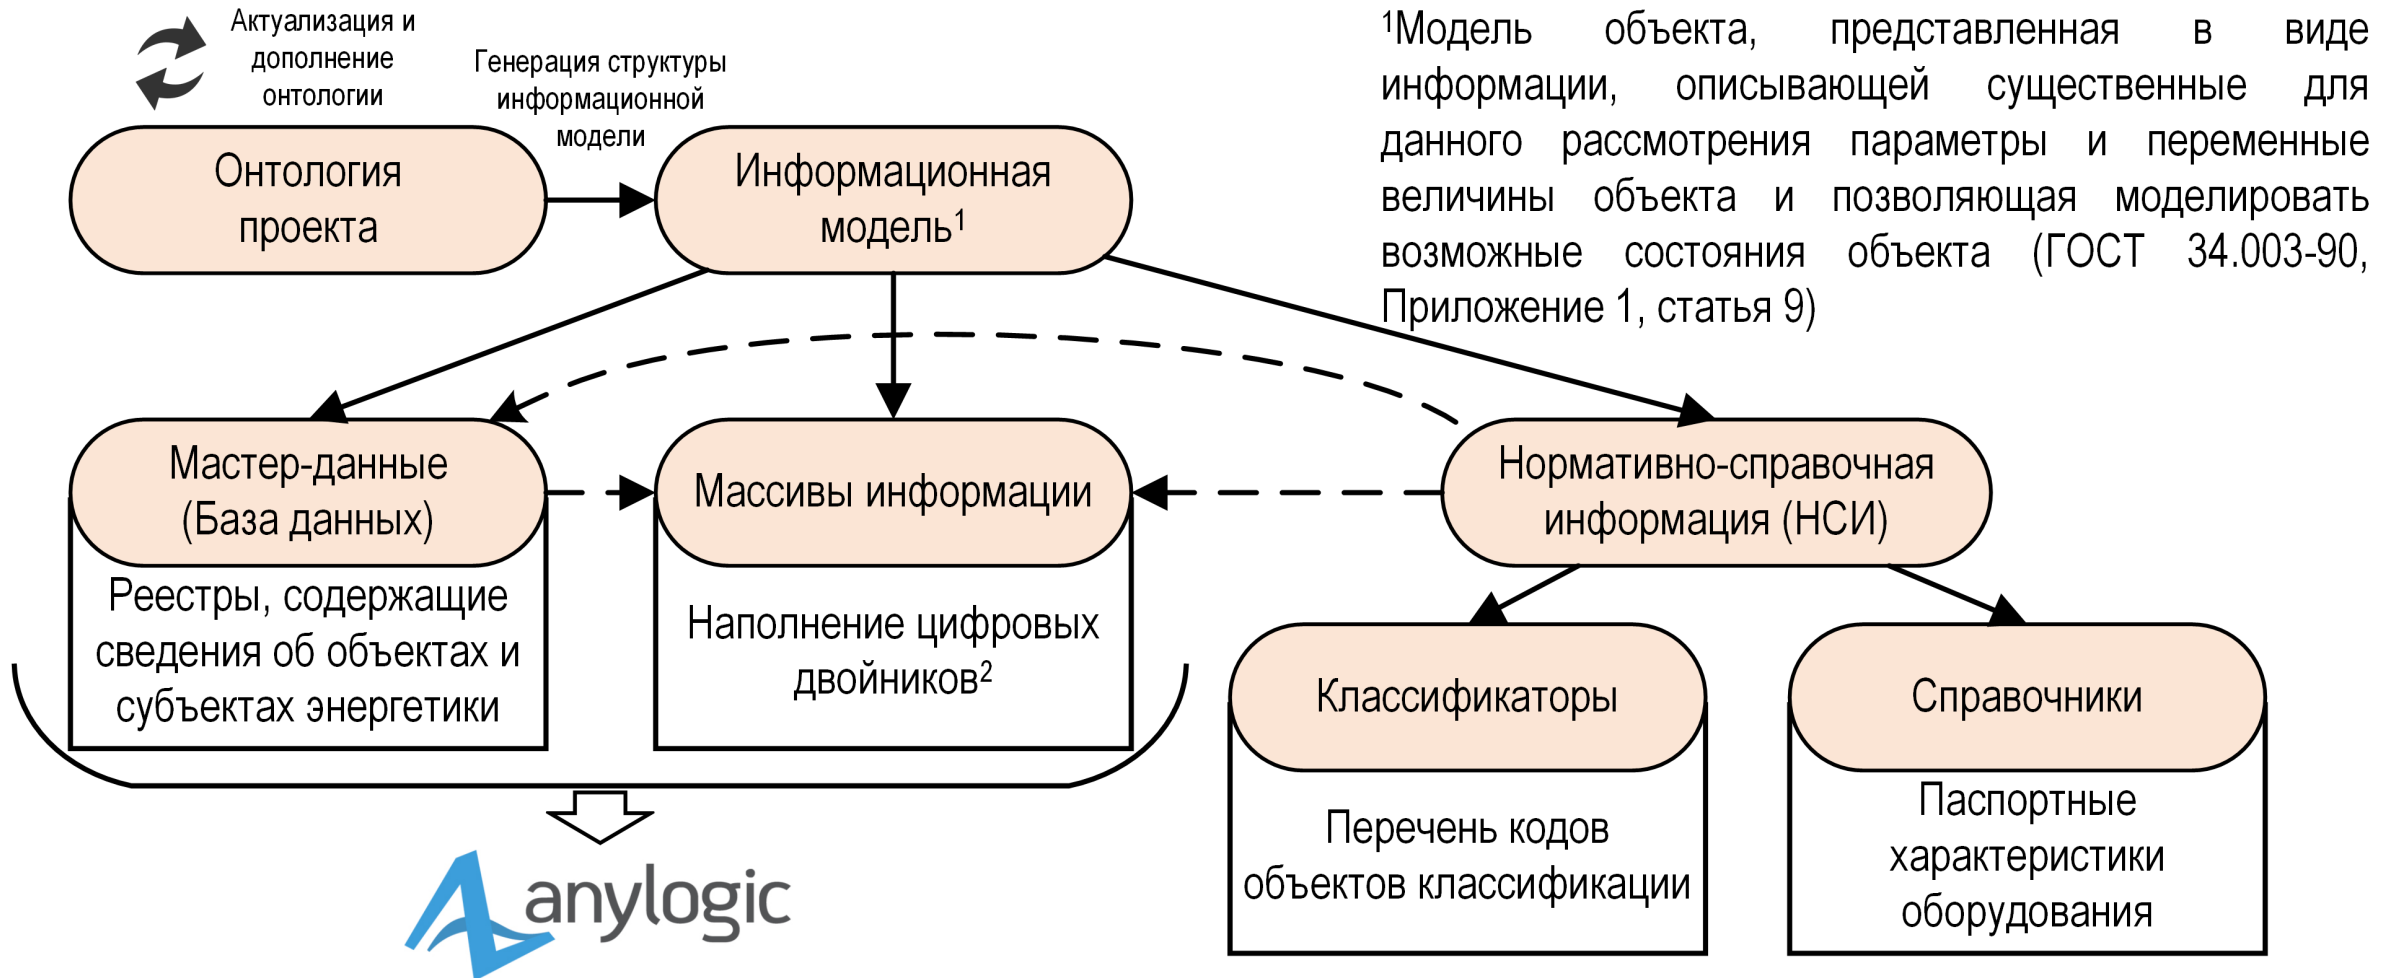 Актуализация и
дополнение
онтологии
Генерация структуры
информационной
модели
Онтология
проекта
Информационная
модель¹
¹Модель объекта, представленная в виде
информации, описывающей существенные для
данного рассмотрения параметры и переменные
величины объекта и позволяющая моделировать
возможные состояния объекта (ГОСТ 34.003-90,
Приложение 1, статья 9)
Мастер-данные
(База данных)
Реестры, содержащие
сведения об объектах и
субъектах энергетики
Массивы информации
Наполнение цифровых
двойников²
Нормативно-справочная
информация (НСИ)
Классификаторы
Перечень кодов
объектов классификации
Справочники
Паспортные
характеристики
оборудования
anylogic